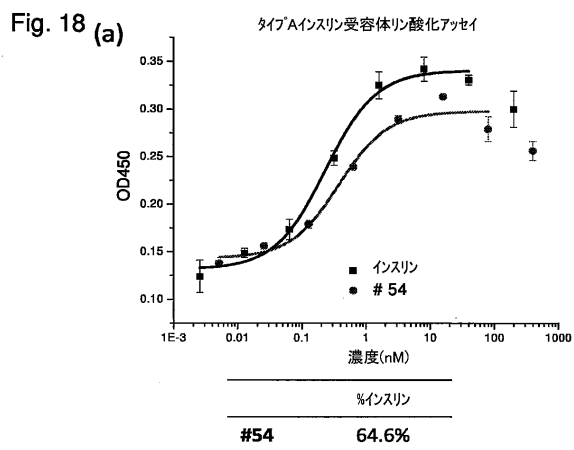 Fig. 18 (a)
タイプAインスリン受容体リン酸化アッセイ
OD450
0.35
0.30
0.25
0.20
0.15
0.10
インスリン
# 54
1E-3 0.01 0.1 1 10 100 1000
濃度(nM)
%インスリン
#54 64.6%